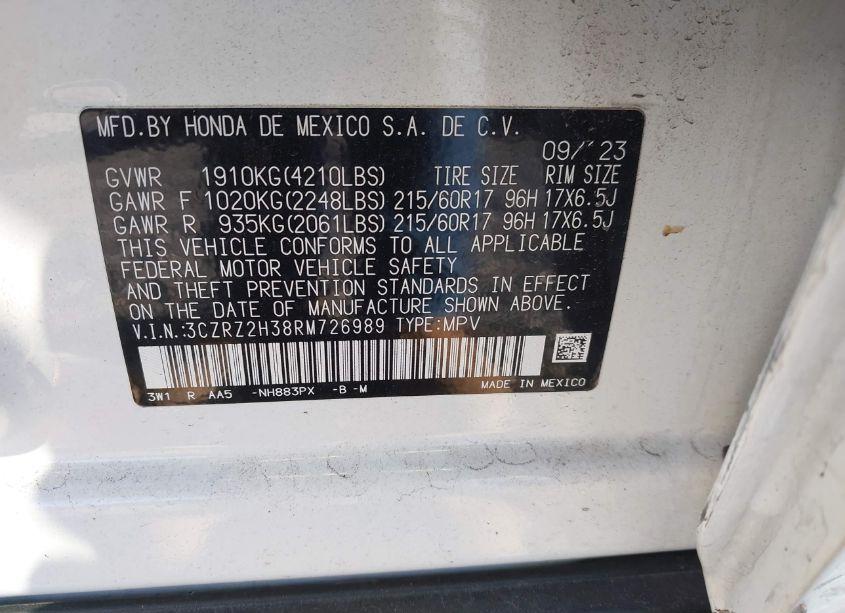 MFD.BY HONDA DE MEXICO S.A. DE C.V.
09/ 23
GVWR 1910KG(4210LBS) TIRE SIZE RIM SIZE
GAWR F 1020KG(2248LBS) 215/60R17 96H 17X6.5J
GAWR R 935KG(2061LBS) 215/60R17 96H 17X6.5J
THIS VEHICLE CONFORMS TO ALL APPLICABLE
FEDERAL MOTOR VEHICLE SAFETY
AND THEFT PREVENTION STANDARDS IN EFFECT
ON THE DATE OF MANUFACTURE SHOWN ABOVE.
V.I.N.:3CZRZ2H38RM726989 TYPE:MPV
3W1 R AA5 -NH883PX -B -M
MADE IN MEXICO